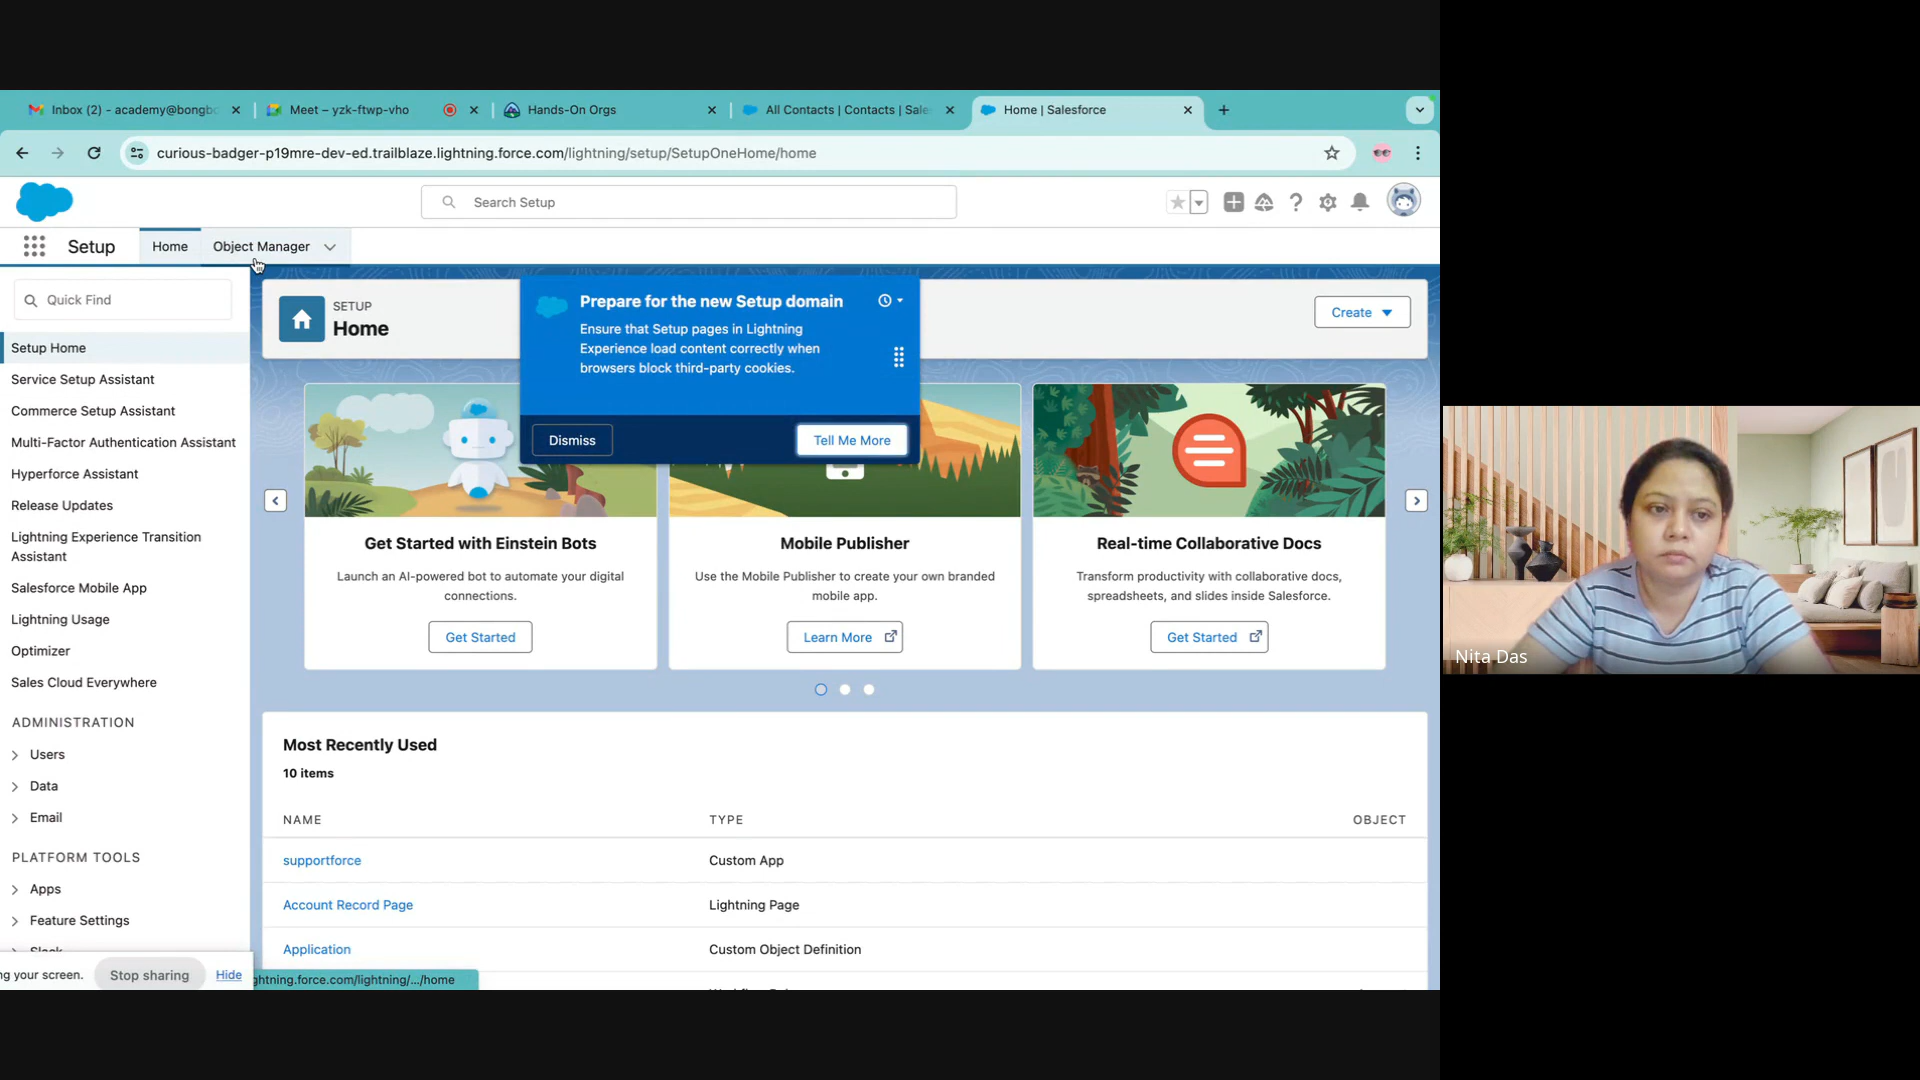 Inbox (2) - academy@bongb
Meet – yzk-ftwp-vho
Hands-On Orgs
All Contacts | Contacts | Sale
Home | Salesforce
curious-badger-p19mre-dev-ed.trailblaze.lightning.force.com/lightning/setup/SetupOneHome/home
Search Setup
Setup
Home
Object Manager
Quick Find
Setup Home
Service Setup Assistant
Commerce Setup Assistant
Multi-Factor Authentication Assistant
Hyperforce Assistant
Release Updates
Lightning Experience Transition
Assistant
Salesforce Mobile App
Lightning Usage
Optimizer
Sales Cloud Everywhere
ADMINISTRATION
Users
Data
Email
PLATFORM TOOLS
Apps
Feature Settings
Slack
ng your screen.
Stop sharing
Hide
ghtning.force.com/lightning/.../home
SETUP
Home
Create
Prepare for the new Setup domain
Ensure that Setup pages in Lightning
Experience load content correctly when
browsers block third-party cookies.
Dismiss
Tell Me More
Get Started with Einstein Bots
Launch an AI-powered bot to automate your digital
connections.
Get Started
Mobile Publisher
Use the Mobile Publisher to create your own branded
mobile app.
Learn More
Real-time Collaborative Docs
Transform productivity with collaborative docs,
spreadsheets, and slides inside Salesforce.
Get Started
Most Recently Used
10 items
NAME
TYPE
OBJECT
supportforce
Custom App
Account Record Page
Lightning Page
Application
Custom Object Definition
Nita Das